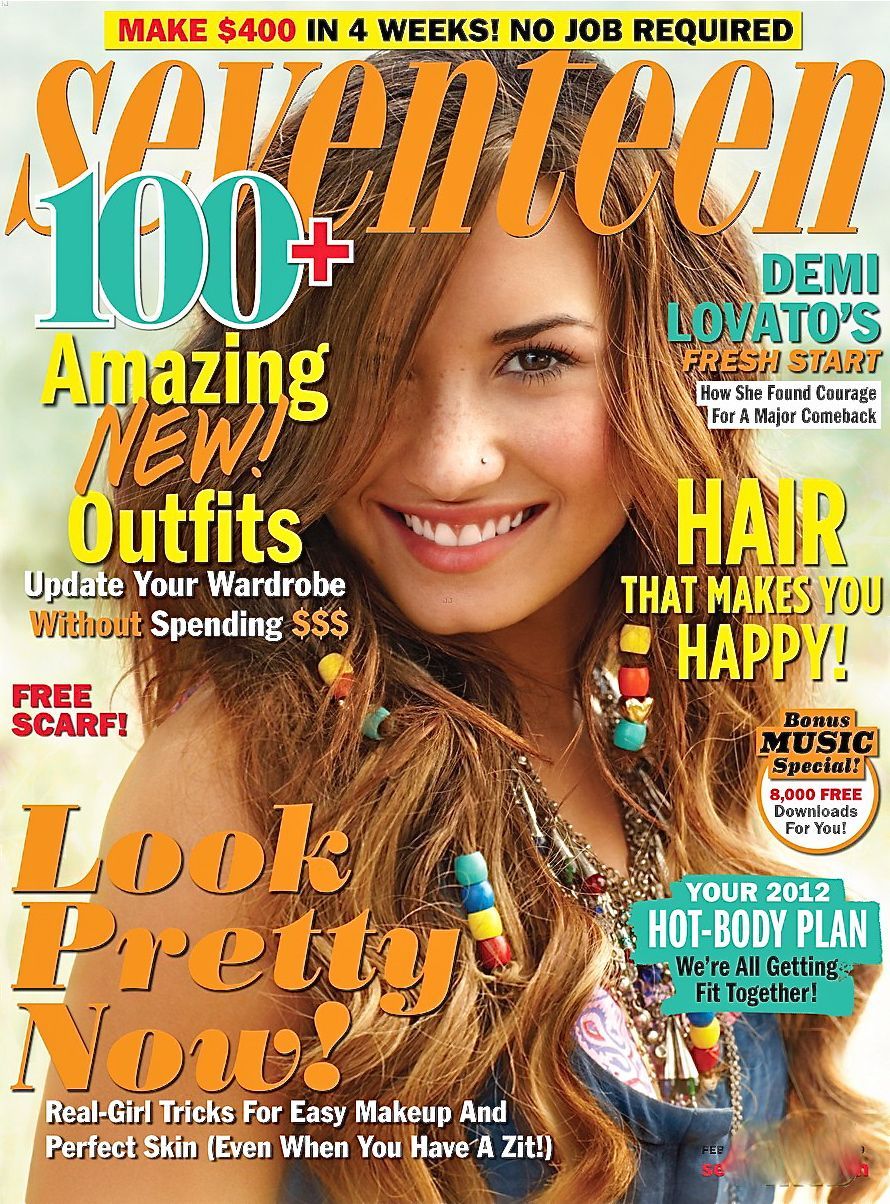 MAKE $400 IN 4 WEEKS! NO JOB REQUIRED
seventeen
100+
Amazing
NEW!
Outfits
Update Your Wardrobe
Without Spending $$$
FREE
SCARF!
DEMI
LOVATO'S
FRESH START
How She Found Courage
For A Major Comeback
HAIR
THAT MAKES YOU
HAPPY!
Bonus
MUSIC
Special!
8,000 FREE
Downloads
For You!
YOUR 2012
HOT-BODY PLAN
We're All Getting
Fit Together!
Look
Pretty
Now!
Real-Girl Tricks For Easy Makeup And
Perfect Skin (Even When You Have A Zit!)
FEB